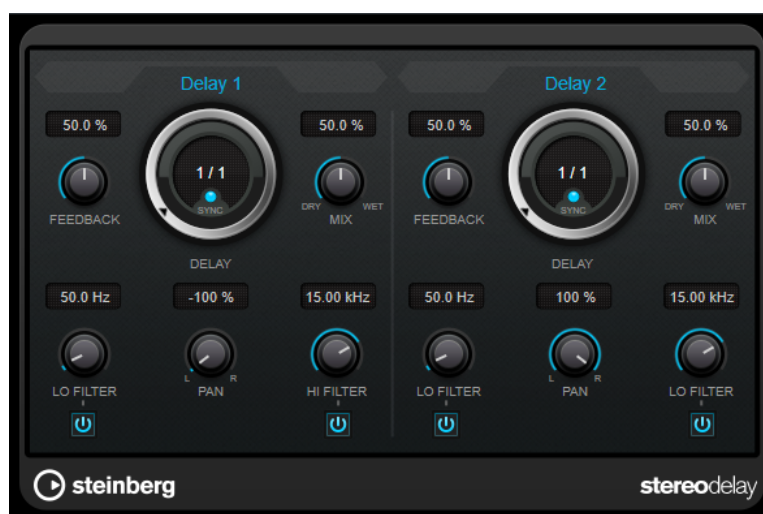 Delay 1
Delay 2
50.0 %
50.0 %
50.0 %
50.0 %
1 / 1
1 / 1
SYNC
SYNC
DRY
WET
DRY
WET
FEEDBACK
MIX
FEEDBACK
MIX
DELAY
DELAY
50.0 Hz
-100 %
15.00 kHz
50.0 Hz
100 %
15.00 kHz
L
R
L
R
LO FILTER
PAN
HI FILTER
LO FILTER
PAN
LO FILTER
steinberg
stereodelay